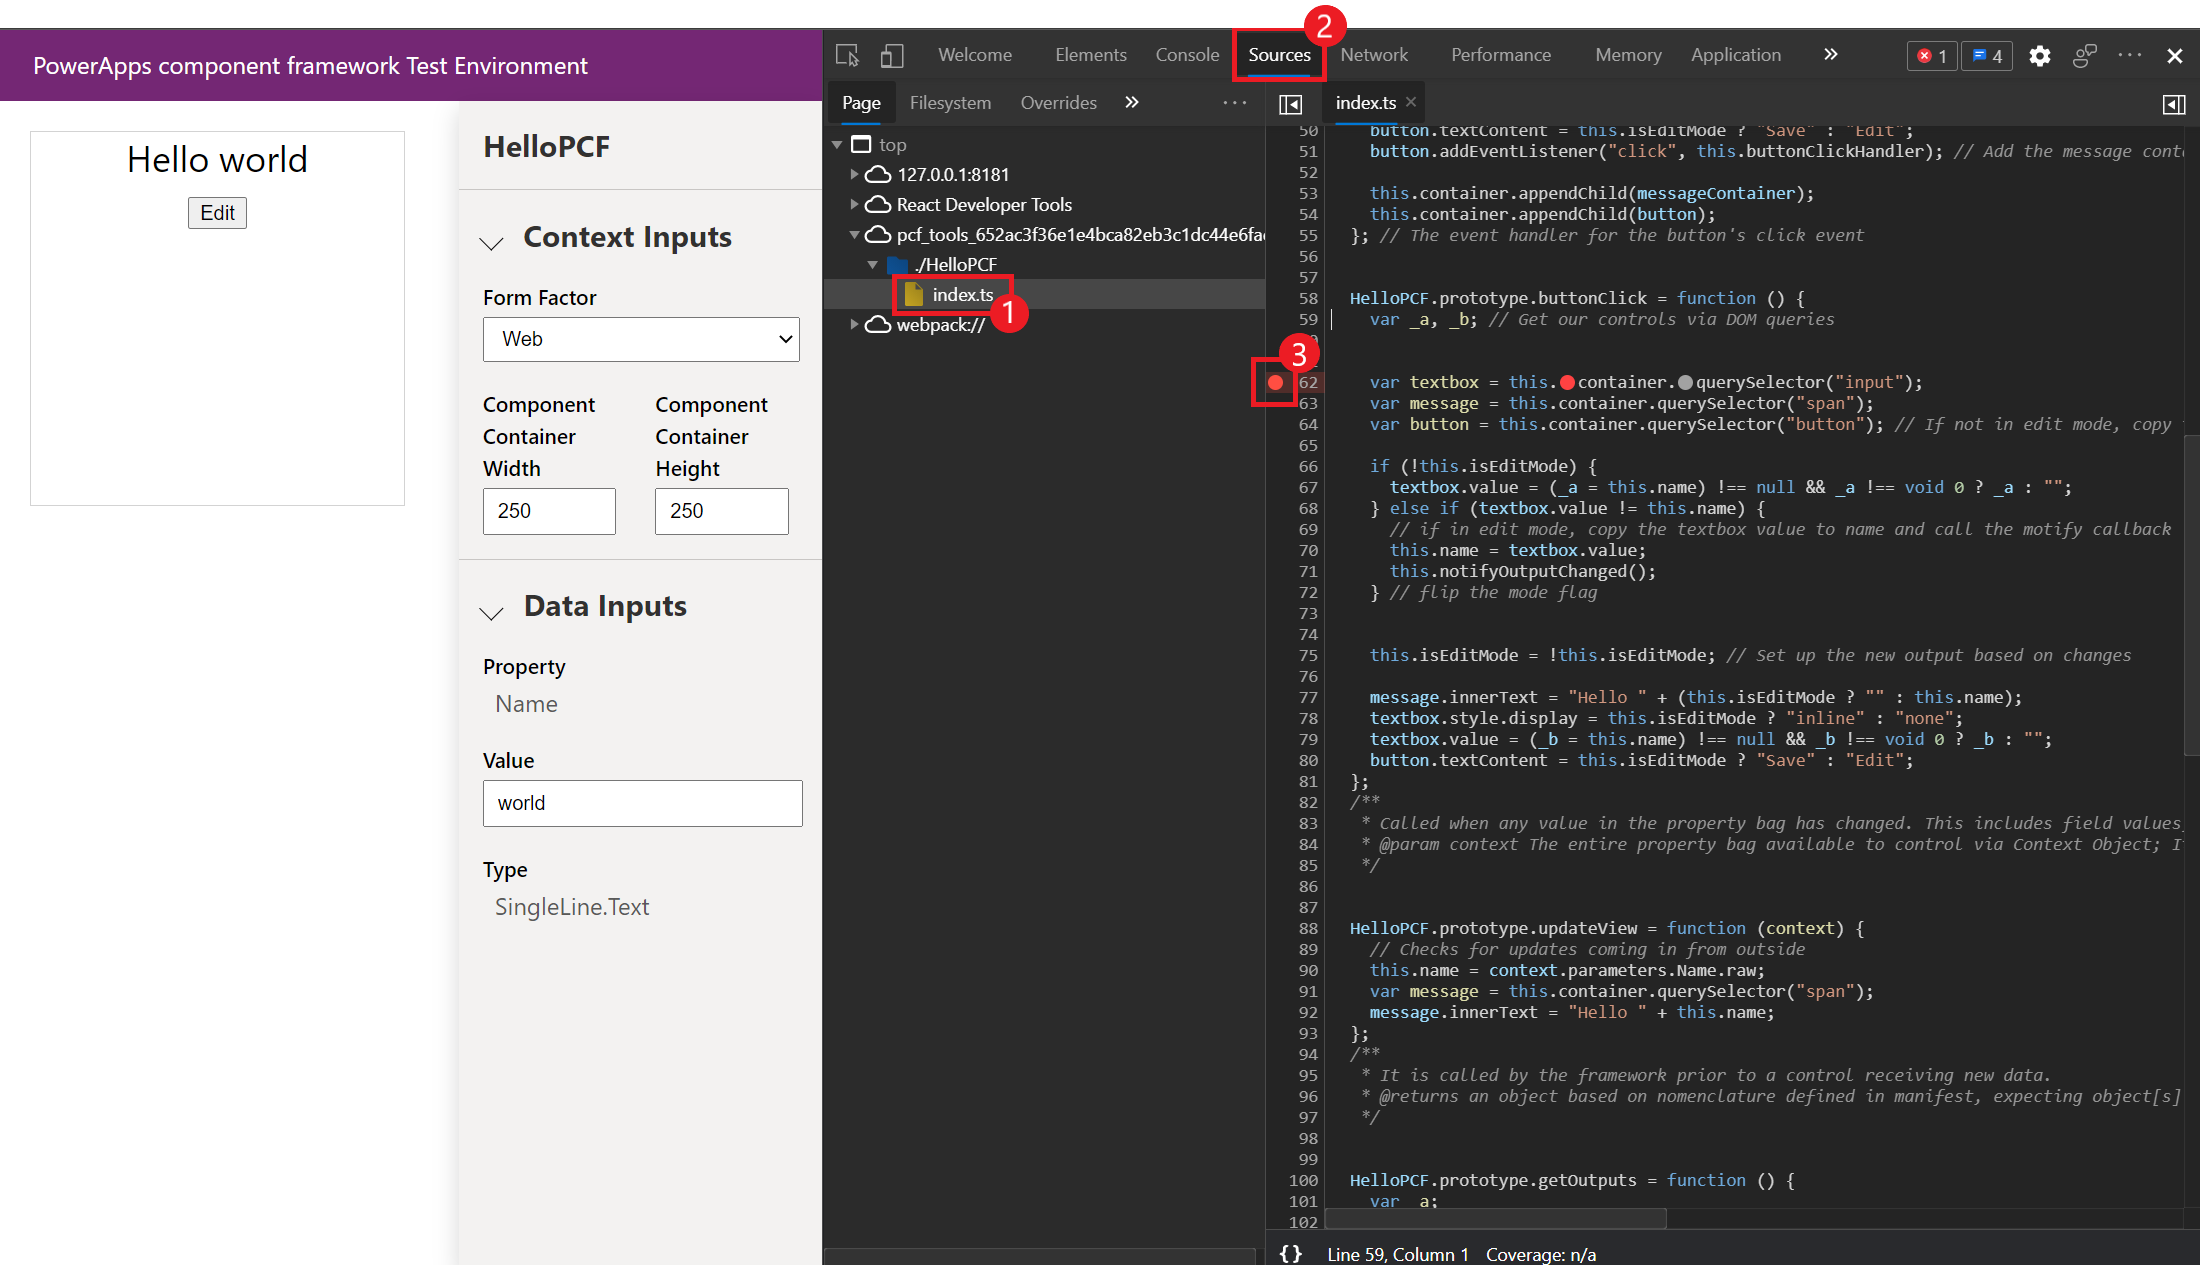 PowerApps component framework Test Environment
Hello world
Edit
HelloPCF
Context Inputs
Form Factor
Web
Component Container Width
Component Container Height
250
250
Data Inputs
Property
Name
Value
world
Type
SingleLine.Text
Welcome Elements Console Sources Network Performance Memory Application » 1 4 ···
2
Page Filesystem Overrides » ···
index.ts ×
top
127.0.0.1:8181
React Developer Tools
pcf_tools_652ac3f36e1e4bca82eb3c1dc44e6fa
./HelloPCF
index.ts
1
webpack://
3
50 button.textContent = this.isEditMode ? "Save" : "Edit";
51 button.addEventListener("click", this.buttonClickHandler); // Add the message cont
52
53 this.container.appendChild(messageContainer);
54 this.container.appendChild(button);
55 }; // The event handler for the button's click event
56
57
58 HelloPCF.prototype.buttonClick = function () {
59 var _a, _b; // Get our controls via DOM queries
62 var textbox = this.container.querySelector("input");
63 var message = this.container.querySelector("span");
64 var button = this.container.querySelector("button"); // If not in edit mode, copy
65
66 if (!this.isEditMode) {
67 textbox.value = (_a = this.name) !== null && _a !== void 0 ? _a : "";
68 } else if (textbox.value != this.name) {
69 // if in edit mode, copy the textbox value to name and call the motify callback
70 this.name = textbox.value;
71 this.notifyOutputChanged();
72 } // flip the mode flag
73
74
75 this.isEditMode = !this.isEditMode; // Set up the new output based on changes
76
77 message.innerText = "Hello " + (this.isEditMode ? "" : this.name);
78 textbox.style.display = this.isEditMode ? "inline" : "none";
79 textbox.value = (_b = this.name) !== null && _b !== void 0 ? _b : "";
80 button.textContent = this.isEditMode ? "Save" : "Edit";
81 };
82 /**
83 * Called when any value in the property bag has changed. This includes field values,
84 * @param context The entire property bag available to control via Context Object; I
85 */
86
87
88 HelloPCF.prototype.updateView = function (context) {
89 // Checks for updates coming in from outside
90 this.name = context.parameters.Name.raw;
91 var message = this.container.querySelector("span");
92 message.innerText = "Hello " + this.name;
93 };
94 /**
95 * It is called by the framework prior to a control receiving new data.
96 * @returns an object based on nomenclature defined in manifest, expecting object[s]
97 */
98
99
100 HelloPCF.prototype.getOutputs = function () {
101 var _a;
102
{} Line 59, Column 1 Coverage: n/a